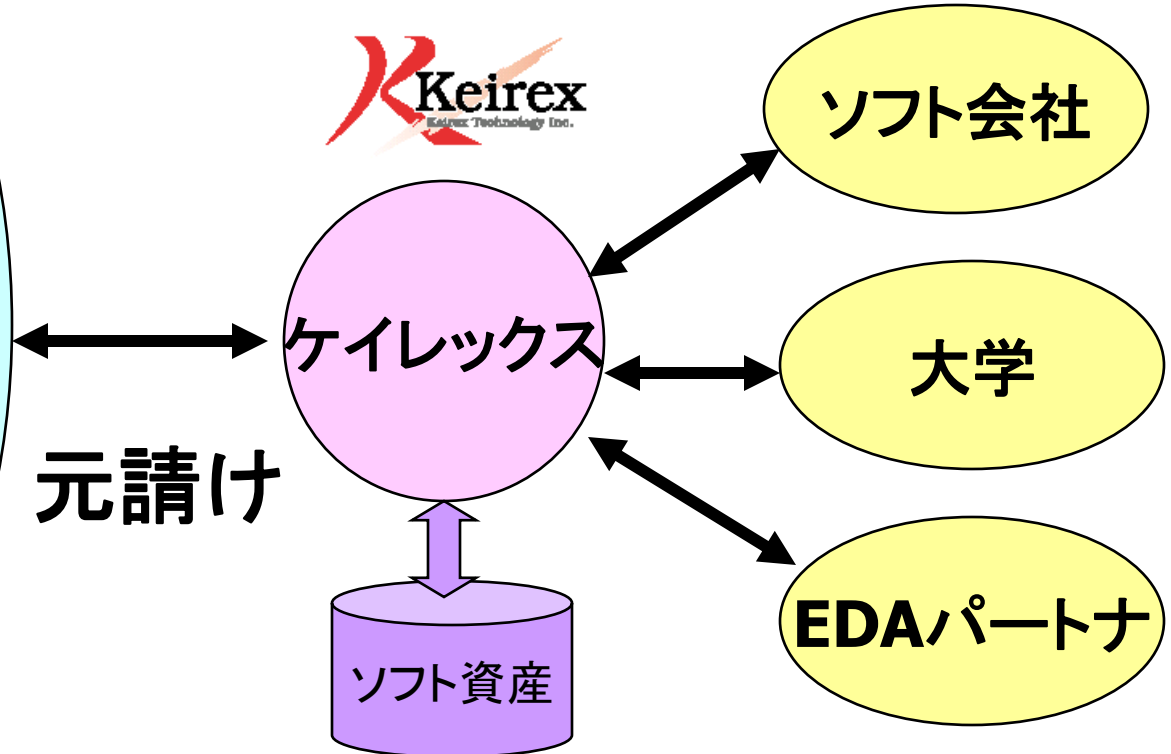 Keirex
Keirex Technology Inc.
ソフト会社
ケイレックス
大学
元請け
EDAパートナ
ソフト資産